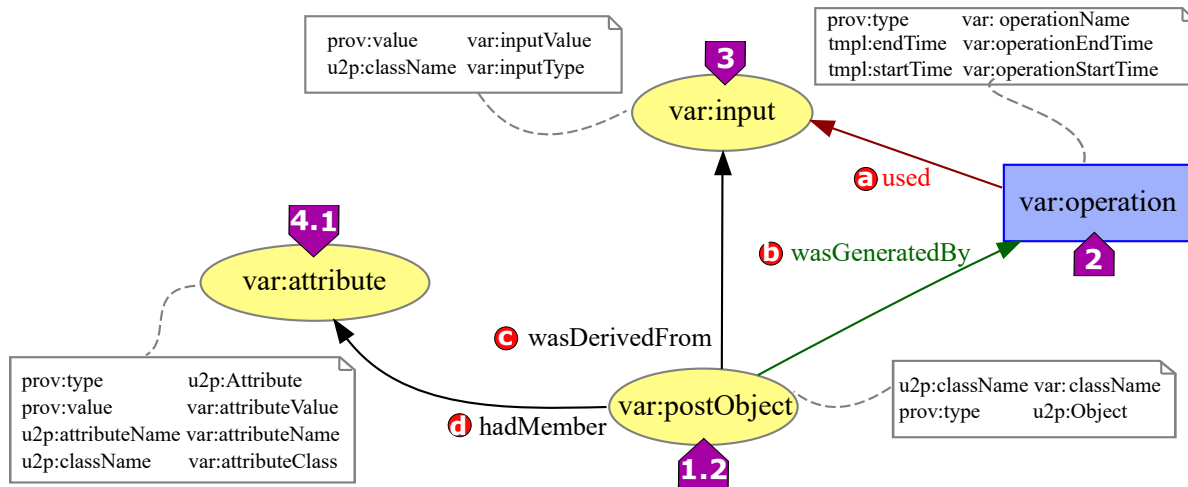 prov:type var: operationName
tmpl:endTime var:operationEndTime
tmpl:startTime var:operationStartTime
prov:value var:inputValue
u2p:className var:inputType
3
var:input
a used
var:operation
2
4.1
var:attribute
b wasGeneratedBy
c wasDerivedFrom
prov:type u2p:Attribute
prov:value var:attributeValue
u2p:attributeName var:attributeName
u2p:className var:attributeClass
u2p:className var: className
prov:type u2p:Object
var:postObject
d hadMember
1.2